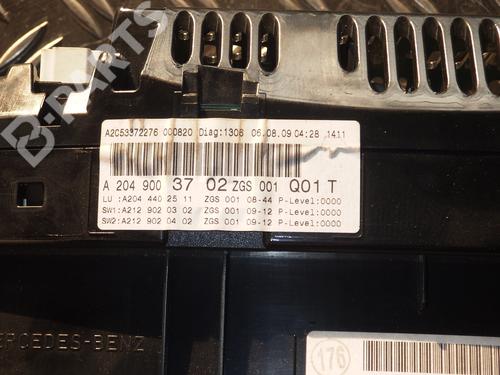 B-PARTS
A2C53372276 000820 Diag:1306 06.08.09 04:28 1411
A 204 900 37 02 ZGS 001 Q01 T
LU :A204 440 25 11 ZGS 001 08-44 P-Level:0000
SW1:A212 902 03 02 ZGS 001 09-12 P-Level:0000
SW2:A212 902 04 02 ZGS 001 09-12 P-Level:0000
MERCEDES-BENZ
176